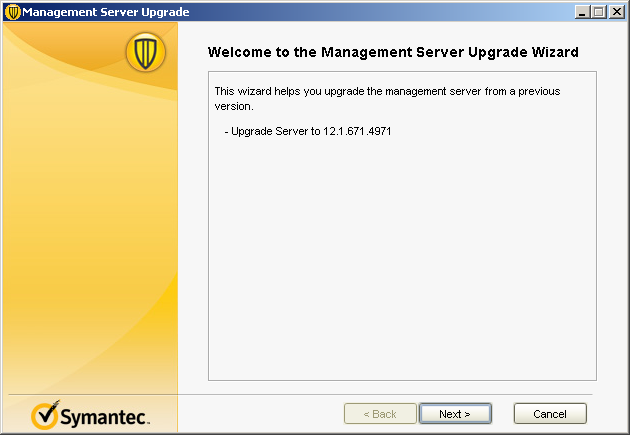 Management Server Upgrade
Welcome to the Management Server Upgrade Wizard
This wizard helps you upgrade the management server from a previous
version.
- Upgrade Server to 12.1.671.4971
Symantec.
< Back
Next >
Cancel